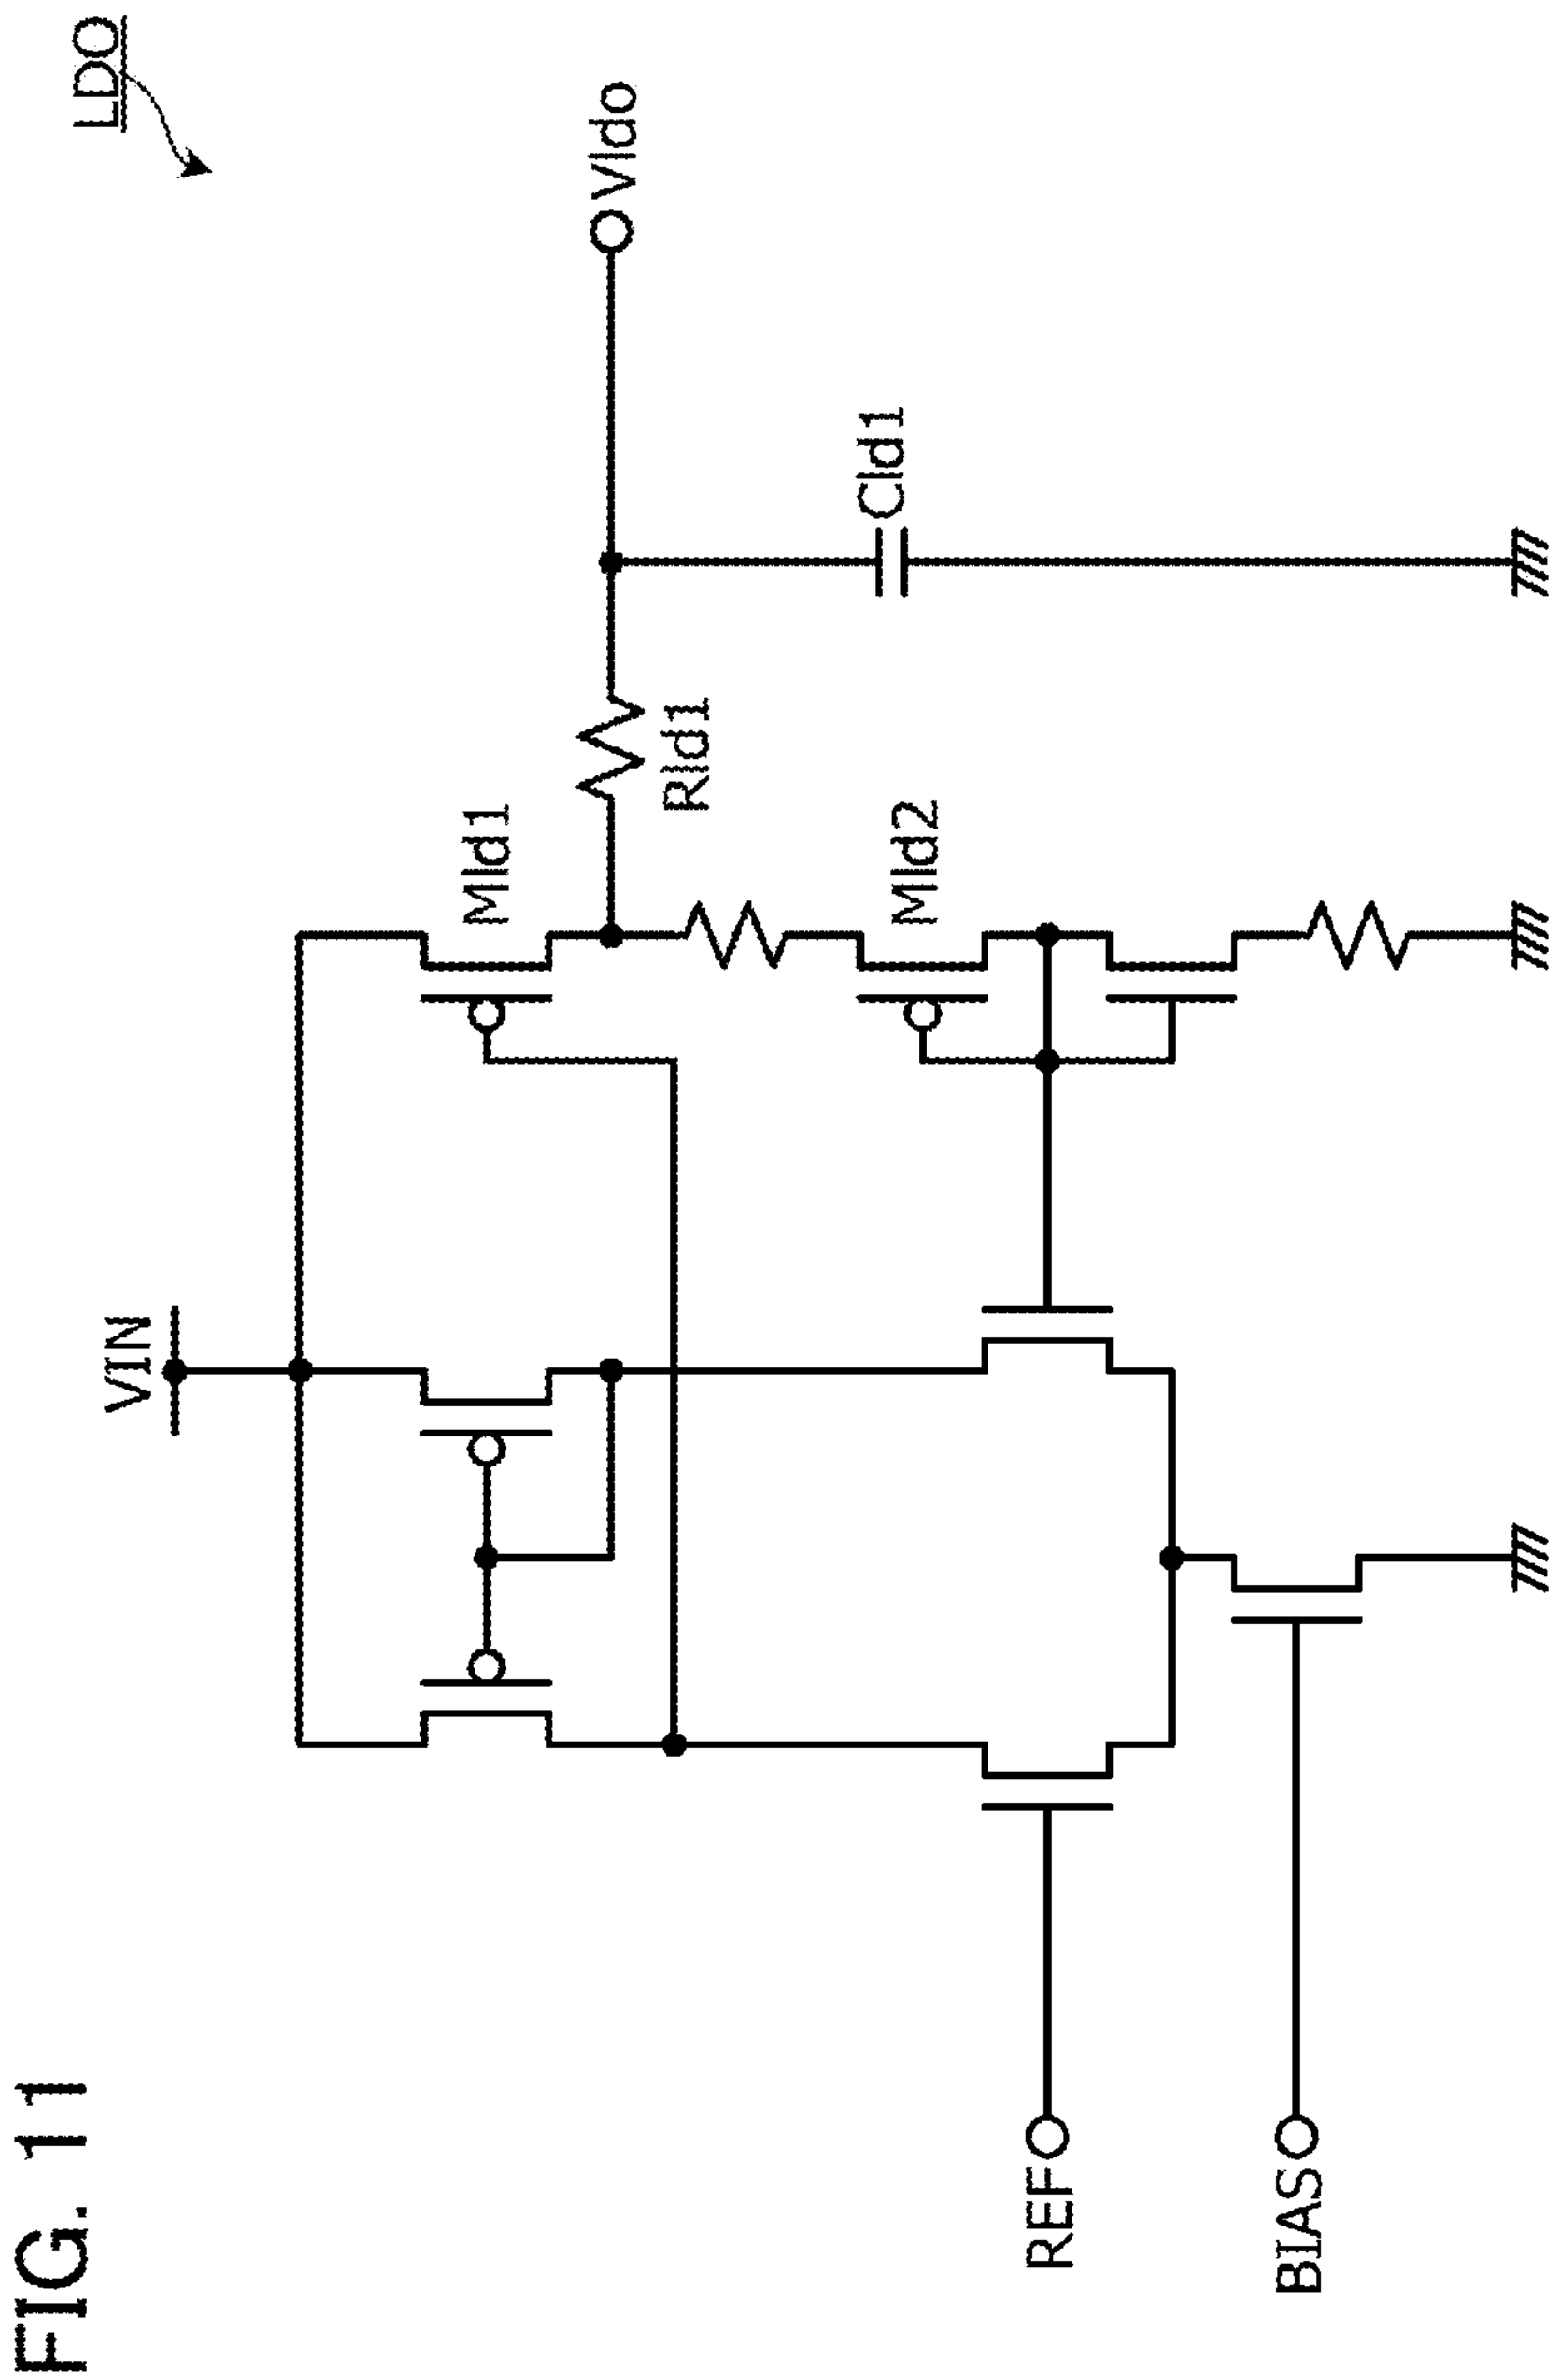 FIG. 11
LDO
VIN
Mld1
Vldo
Rld1
Cld1
Mld2
REF
BIAS